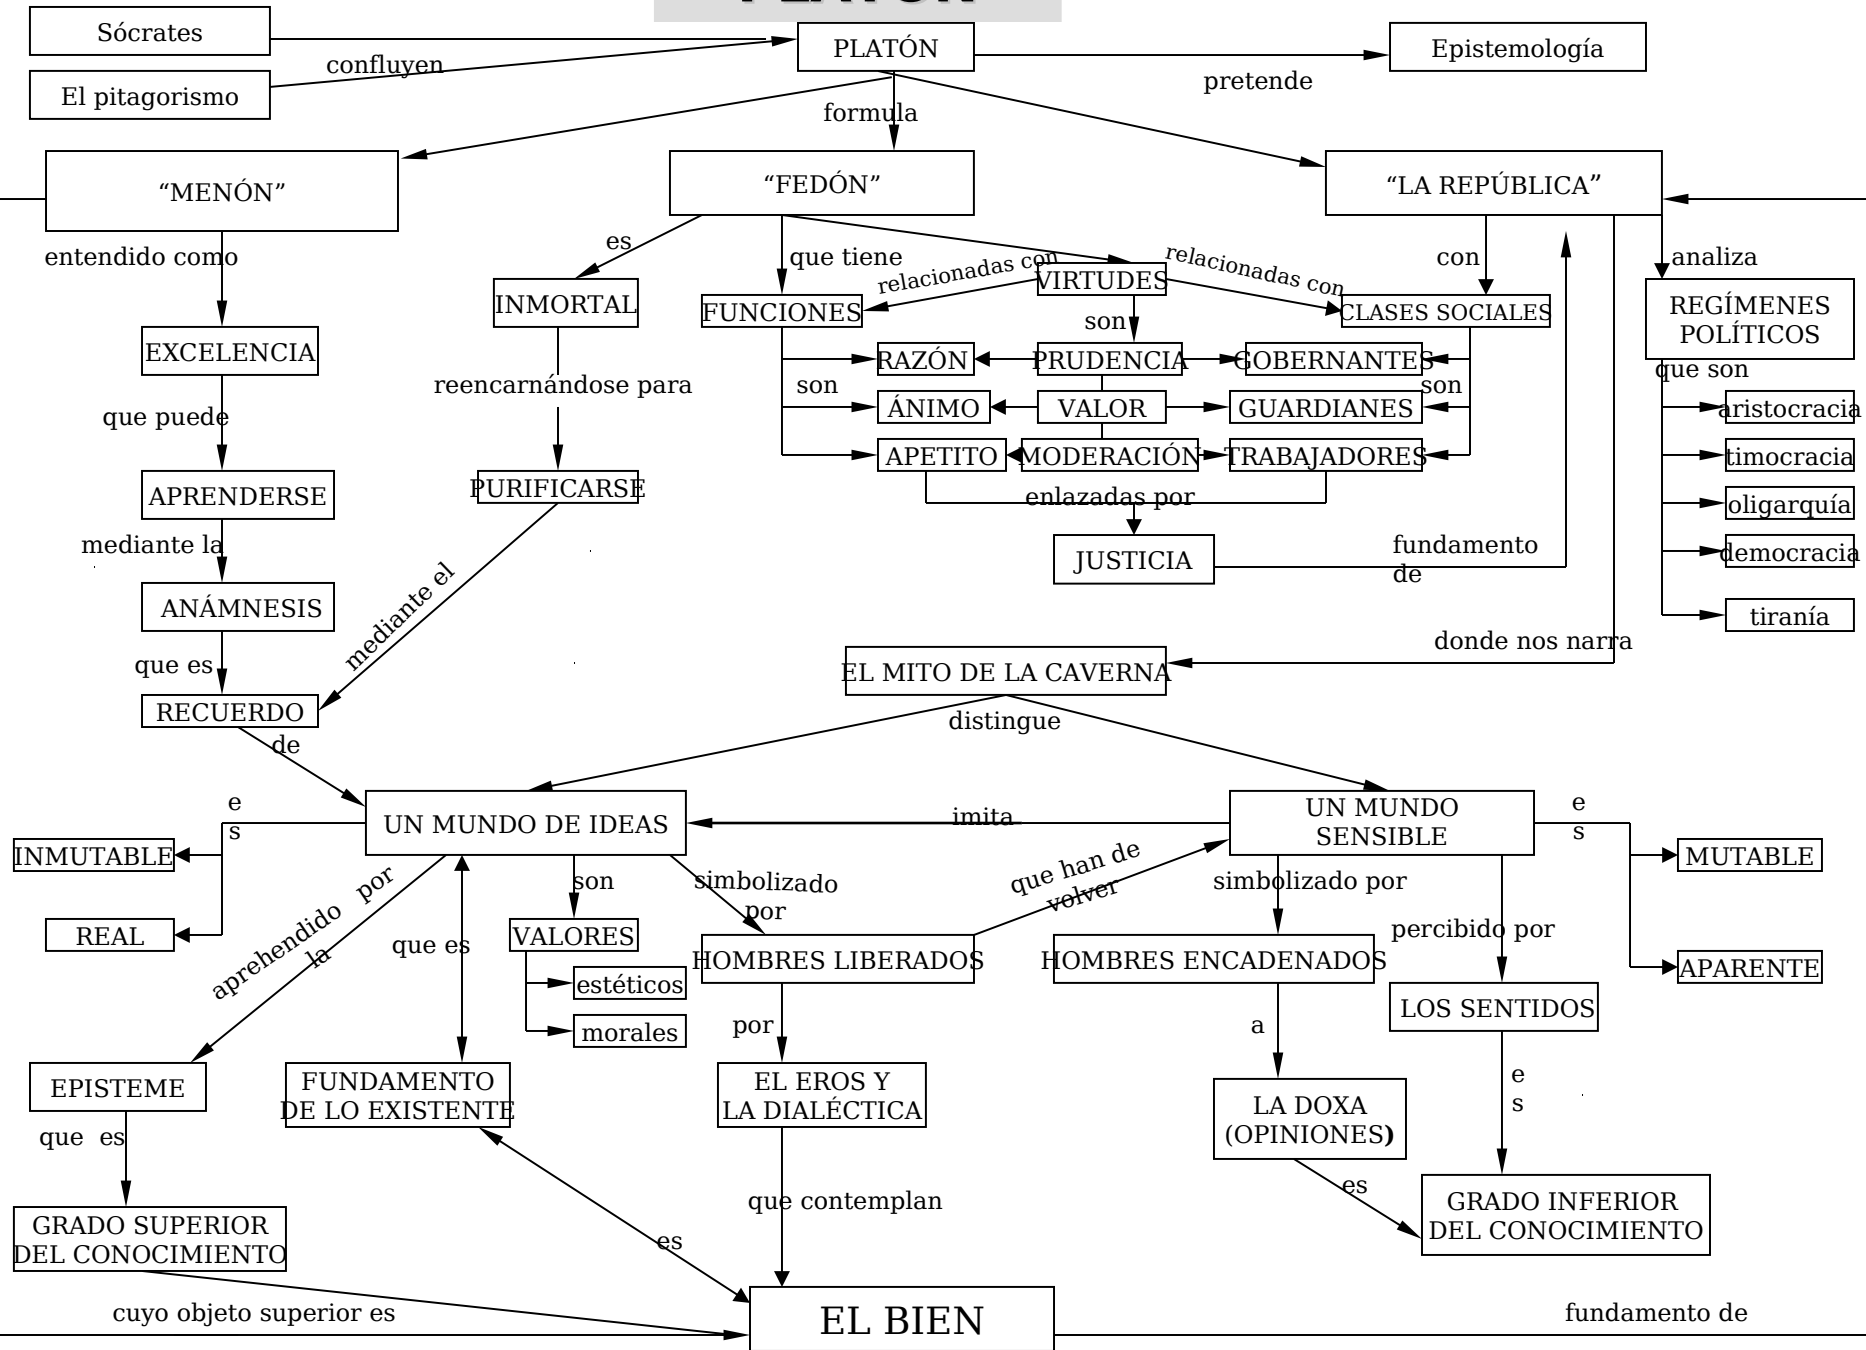 PLATÓN
Sócrates
El pitagorismo
confluyen
PLATÓN
pretende
Epistemología
formula
“MENÓN”
“FEDÓN”
“LA REPÚBLICA”
entendido como
es
que tiene
relacionadas con
relacionadas con
con
analiza
INMORTAL
FUNCIONES
VIRTUDES
CLASES SOCIALES
REGÍMENES
POLÍTICOS
EXCELENCIA
son
RAZÓN
PRUDENCIA
GOBERNANTES
que son
reencarnándose para
son
son
ÁNIMO
VALOR
GUARDIANES
aristocracia
que puede
APETITO
MODERACIÓN
TRABAJADORES
timocracia
APRENDERSE
PURIFICARSE
enlazadas por
oligarquía
mediante la
JUSTICIA
fundamento
de
democracia
ANÁMNESIS
mediante el
tiranía
que es
donde nos narra
EL MITO DE LA CAVERNA
RECUERDO
distingue
de
UN MUNDO DE IDEAS
imita
UN MUNDO
SENSIBLE
e
s
e
s
INMUTABLE
MUTABLE
aprehendido por
la
son
simbolizado
por
que han de
volver
simbolizado por
REAL
que es
VALORES
percibido por
HOMBRES LIBERADOS
HOMBRES ENCADENADOS
APARENTE
estéticos
LOS SENTIDOS
morales
por
a
EPISTEME
FUNDAMENTO
DE LO EXISTENTE
EL EROS Y
LA DIALÉCTICA
LA DOXA
(OPINIONES)
e
s
que es
es
que contemplan
GRADO SUPERIOR
DEL CONOCIMIENTO
es
GRADO INFERIOR
DEL CONOCIMIENTO
cuyo objeto superior es
EL BIEN
fundamento de